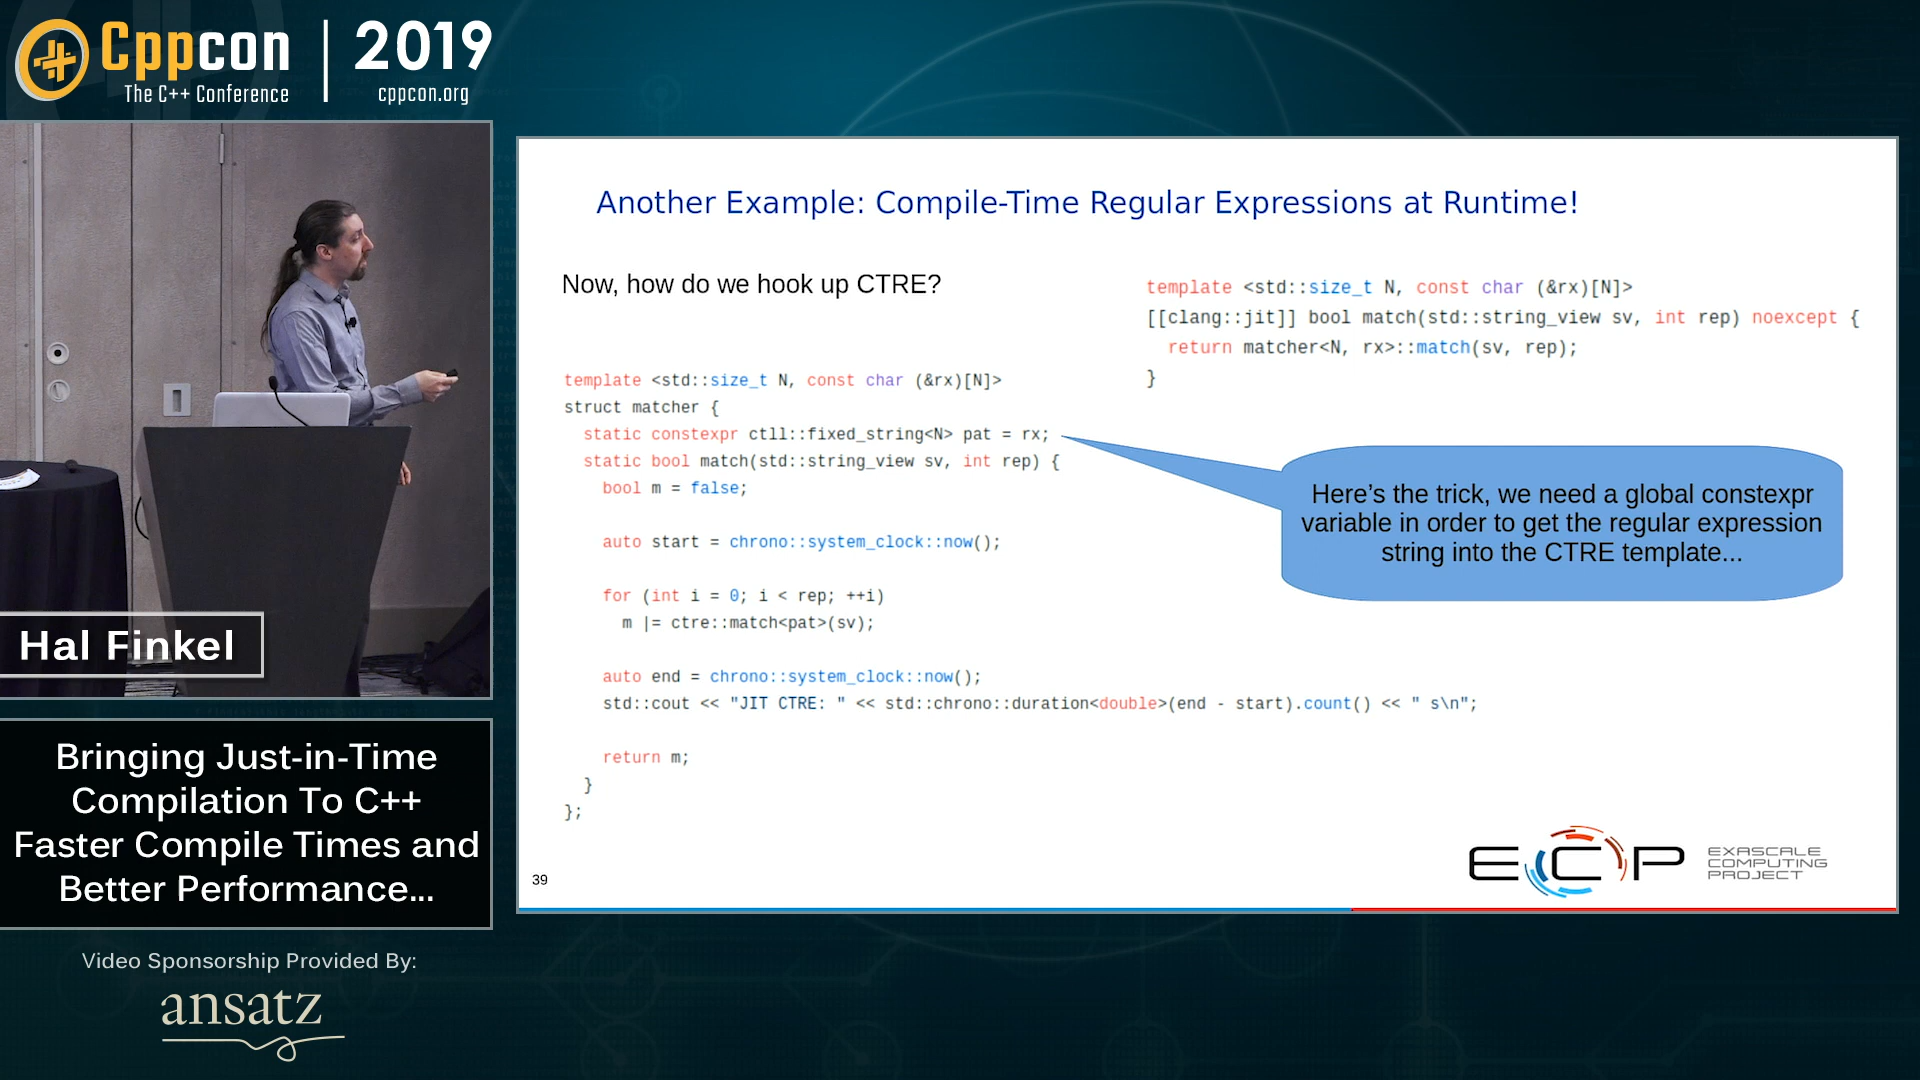 Cppcon
The C++ Conference
2019
cppcon.org
Another Example: Compile-Time Regular Expressions at Runtime!
Now, how do we hook up CTRE?
template <std::size_t N, const char (&rx)[N]>
[[clang::jit]] bool match(std::string_view sv, int rep) noexcept {
  return matcher<N, rx>::match(sv, rep);
}
template <std::size_t N, const char (&rx)[N]>
struct matcher {
  static constexpr ctll::fixed_string<N> pat = rx;
  static bool match(std::string_view sv, int rep) {
    bool m = false;
    auto start = chrono::system_clock::now();
    for (int i = 0; i < rep; ++i)
      m |= ctre::match<pat>(sv);
    auto end = chrono::system_clock::now();
    std::cout << "JIT CTRE: " << std::chrono::duration<double>(end - start).count() << " s\n";
    return m;
  }
};
Here's the trick, we need a global constexpr
variable in order to get the regular expression
string into the CTRE template...
39
ECP
EXASCALE
COMPUTING
PROJECT
Hal Finkel
Bringing Just-in-Time
Compilation To C++
Faster Compile Times and
Better Performance...
Video Sponsorship Provided By:
ansatz